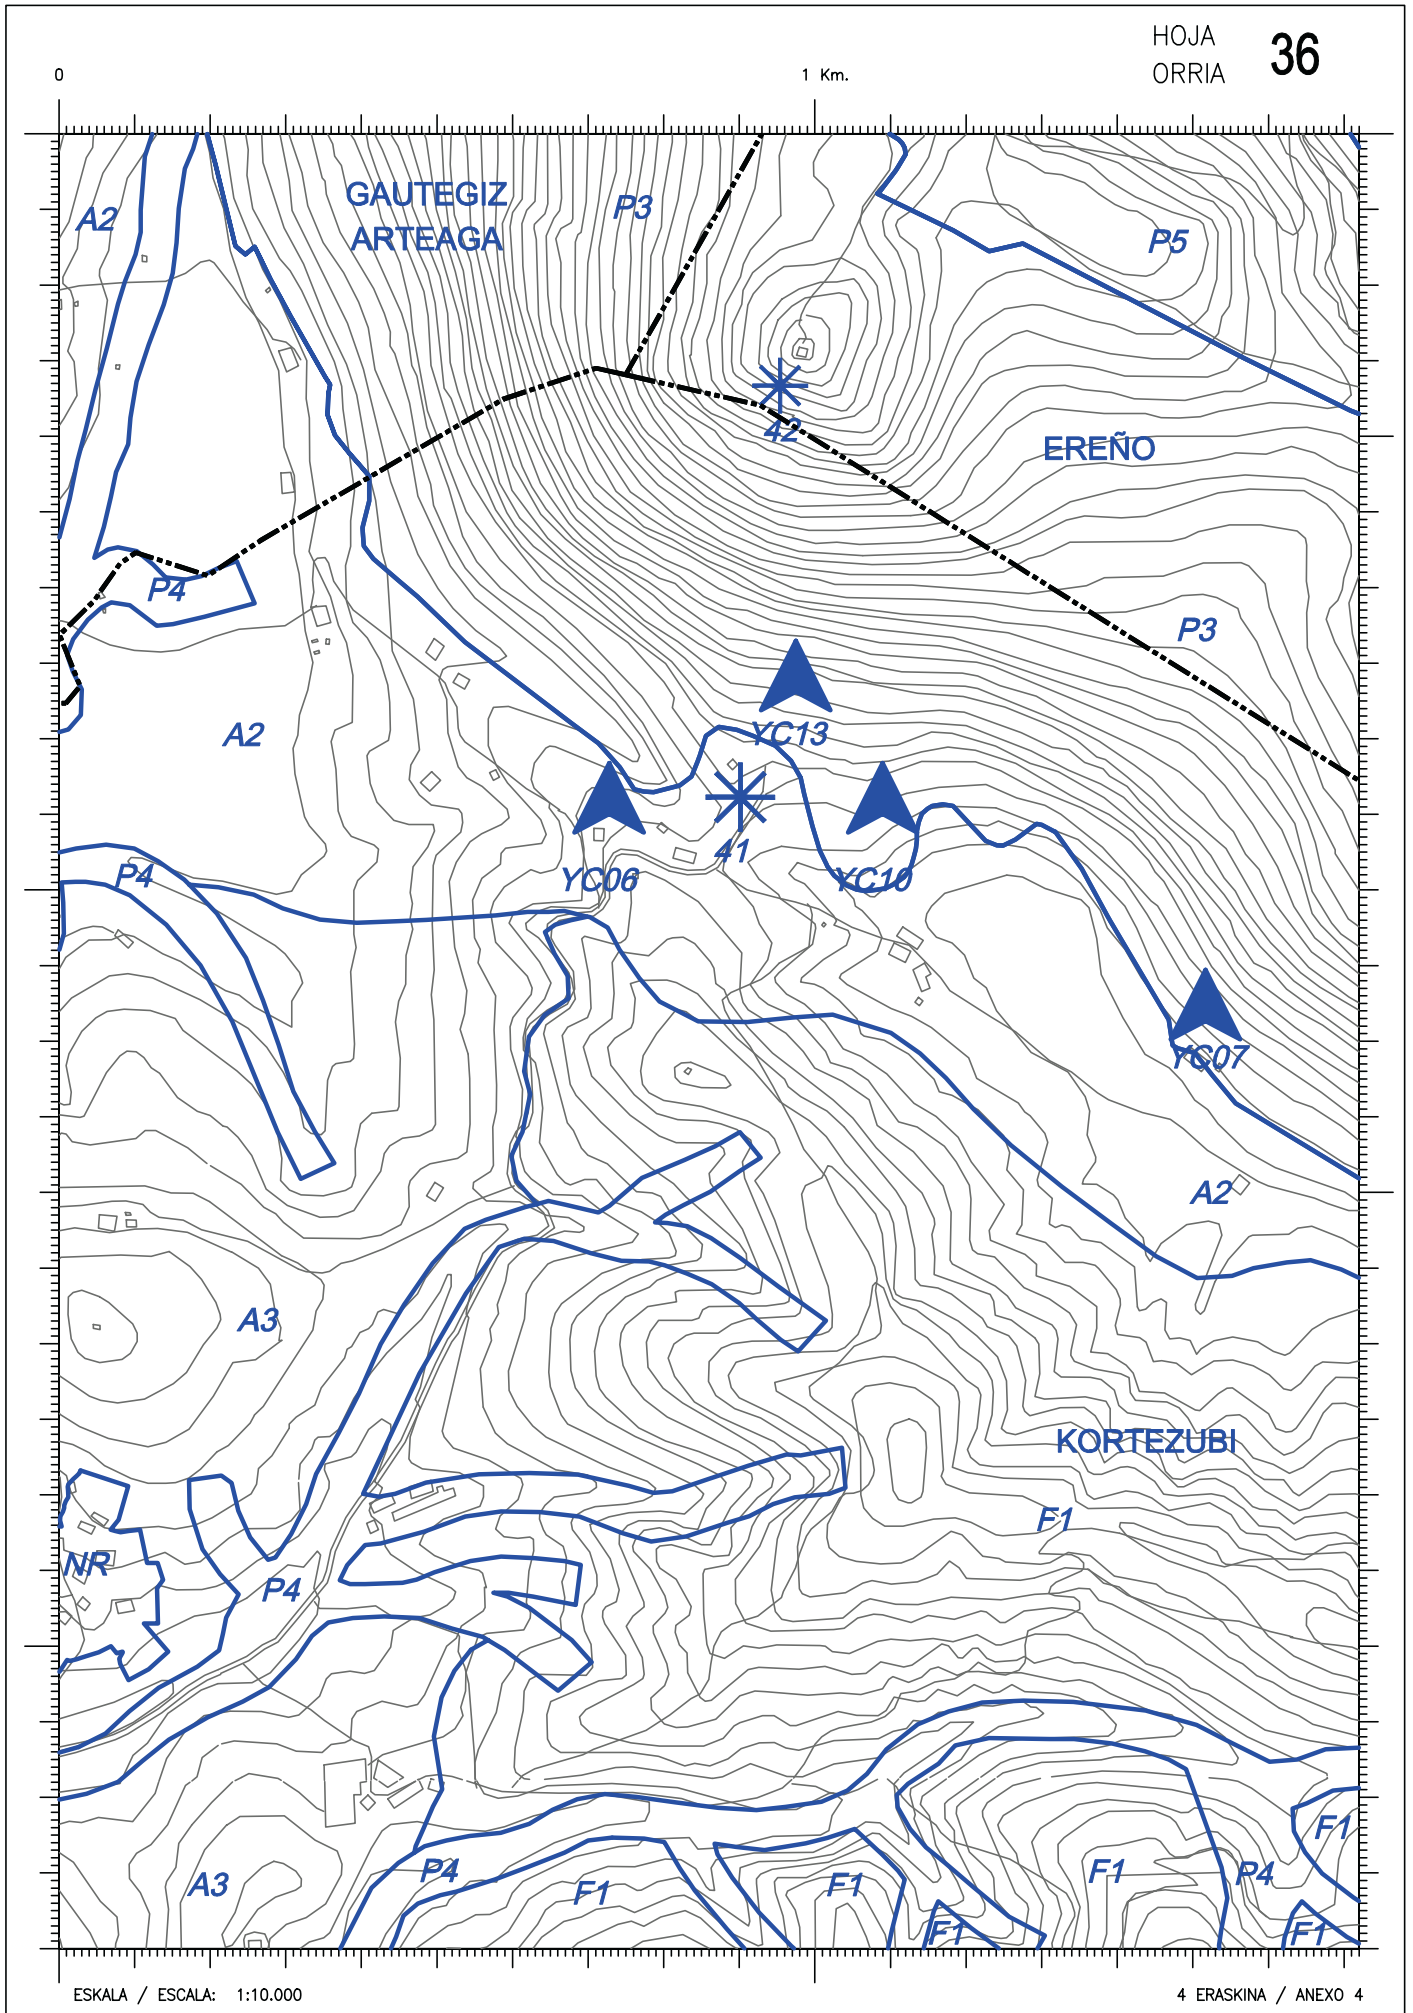 HOJA
ORRIA
36
0
1 Km.
GAUTEGIZ
ARTEAGA
A2
P3
P5
42
EREÑO
P4
P3
A2
YC13
41
YC06
YC10
P4
YC07
A2
A3
KORTEZUBI
F1
NR
P4
F1
P4
F1
F1
F1
P4
A3
F1
F1
ESKALA / ESCALA: 1:10.000
4 ERASKINA / ANEXO 4